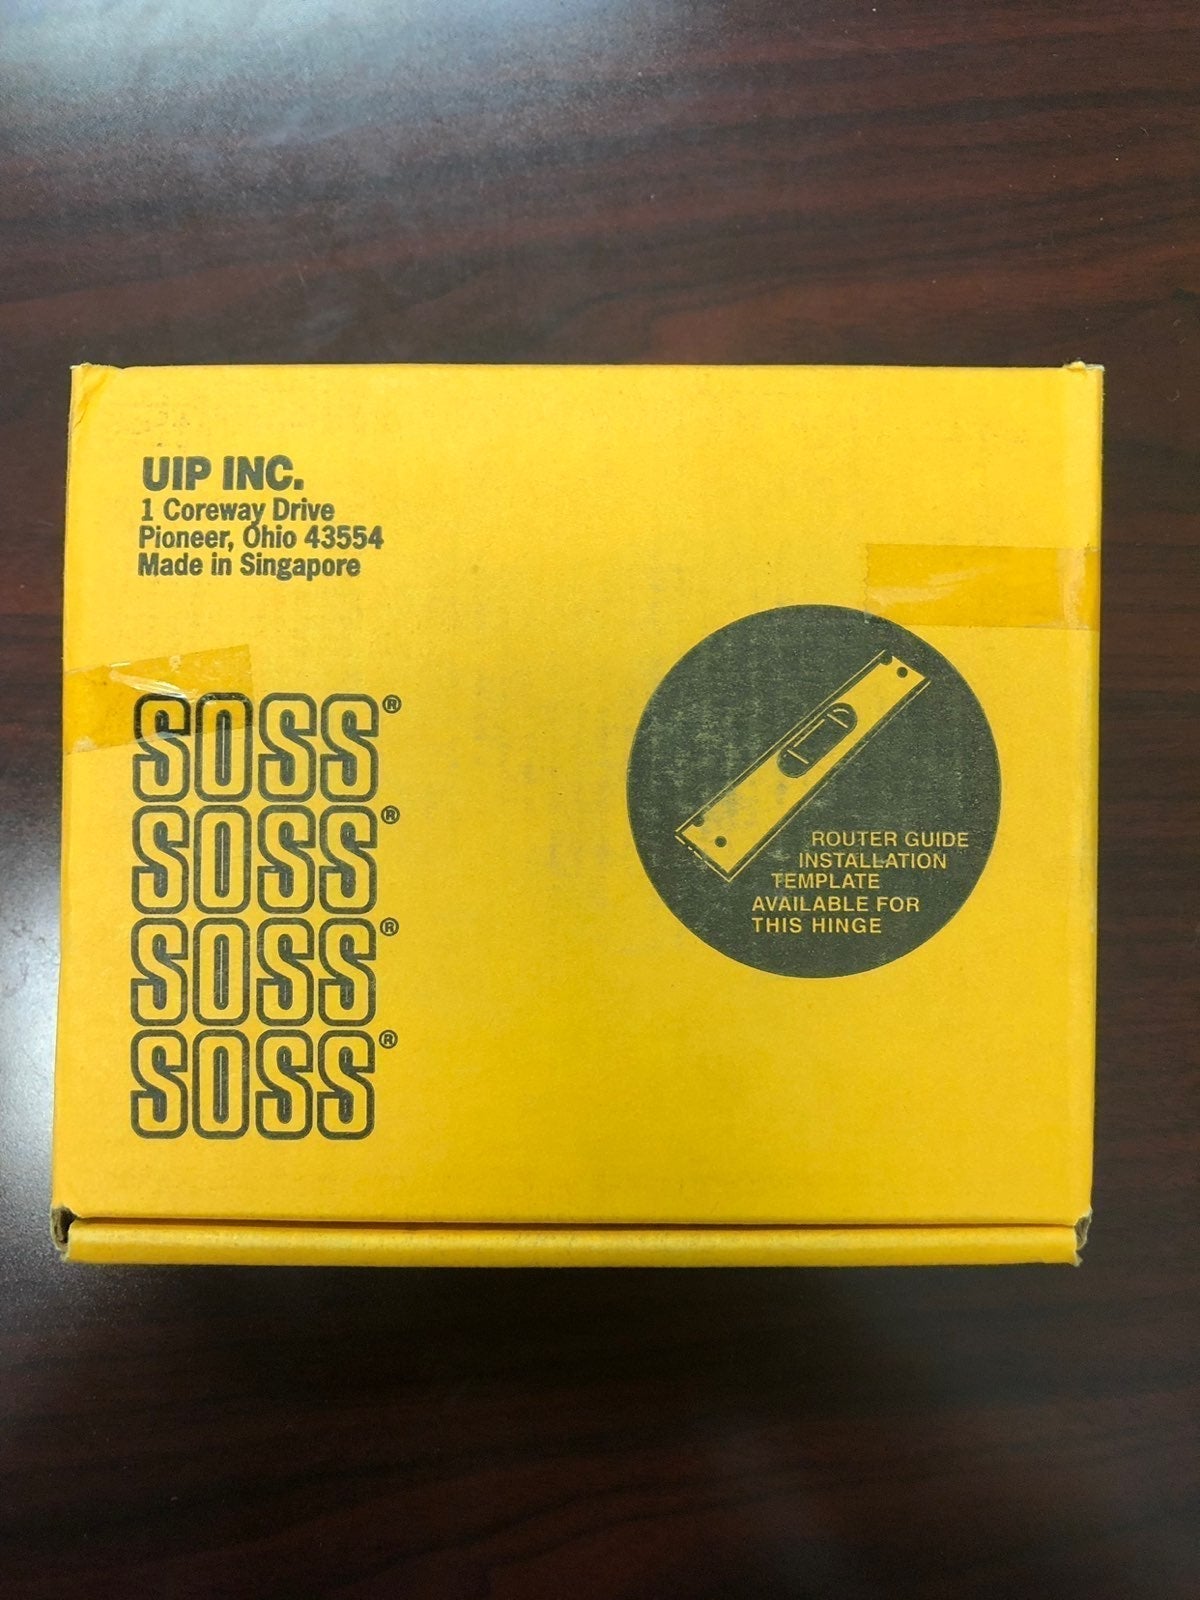 UIP INC.
1 Coreway Drive
Pioneer, Ohio 43554
Made in Singapore
SOSS®
SOSS®
SOSS®
SOSS®
ROUTER GUIDE
INSTALLATION
TEMPLATE
AVAILABLE FOR
THIS HINGE